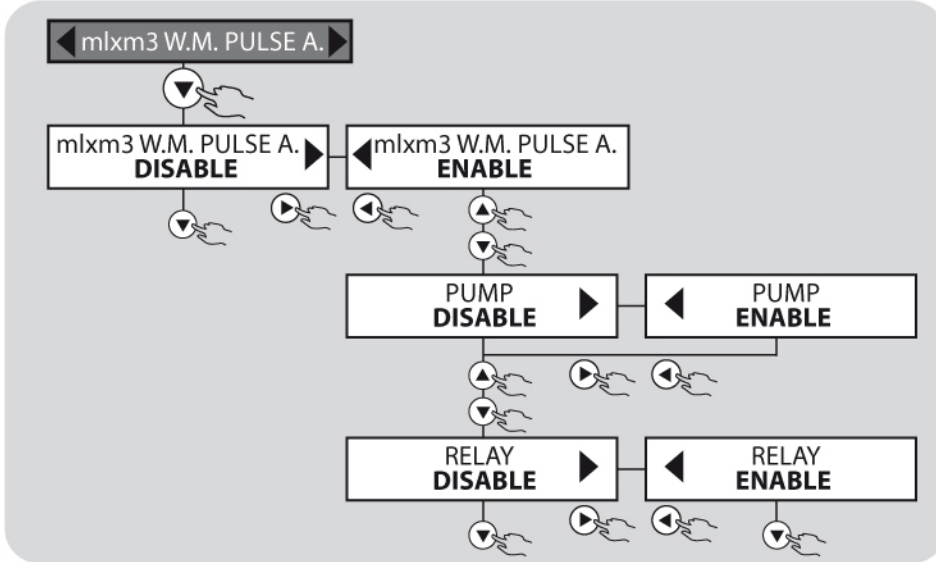 mlxm3 W.M. PULSE A.
mlxm3 W.M. PULSE A.
DISABLE
mlxm3 W.M. PULSE A.
ENABLE
PUMP
DISABLE
PUMP
ENABLE
RELAY
DISABLE
RELAY
ENABLE